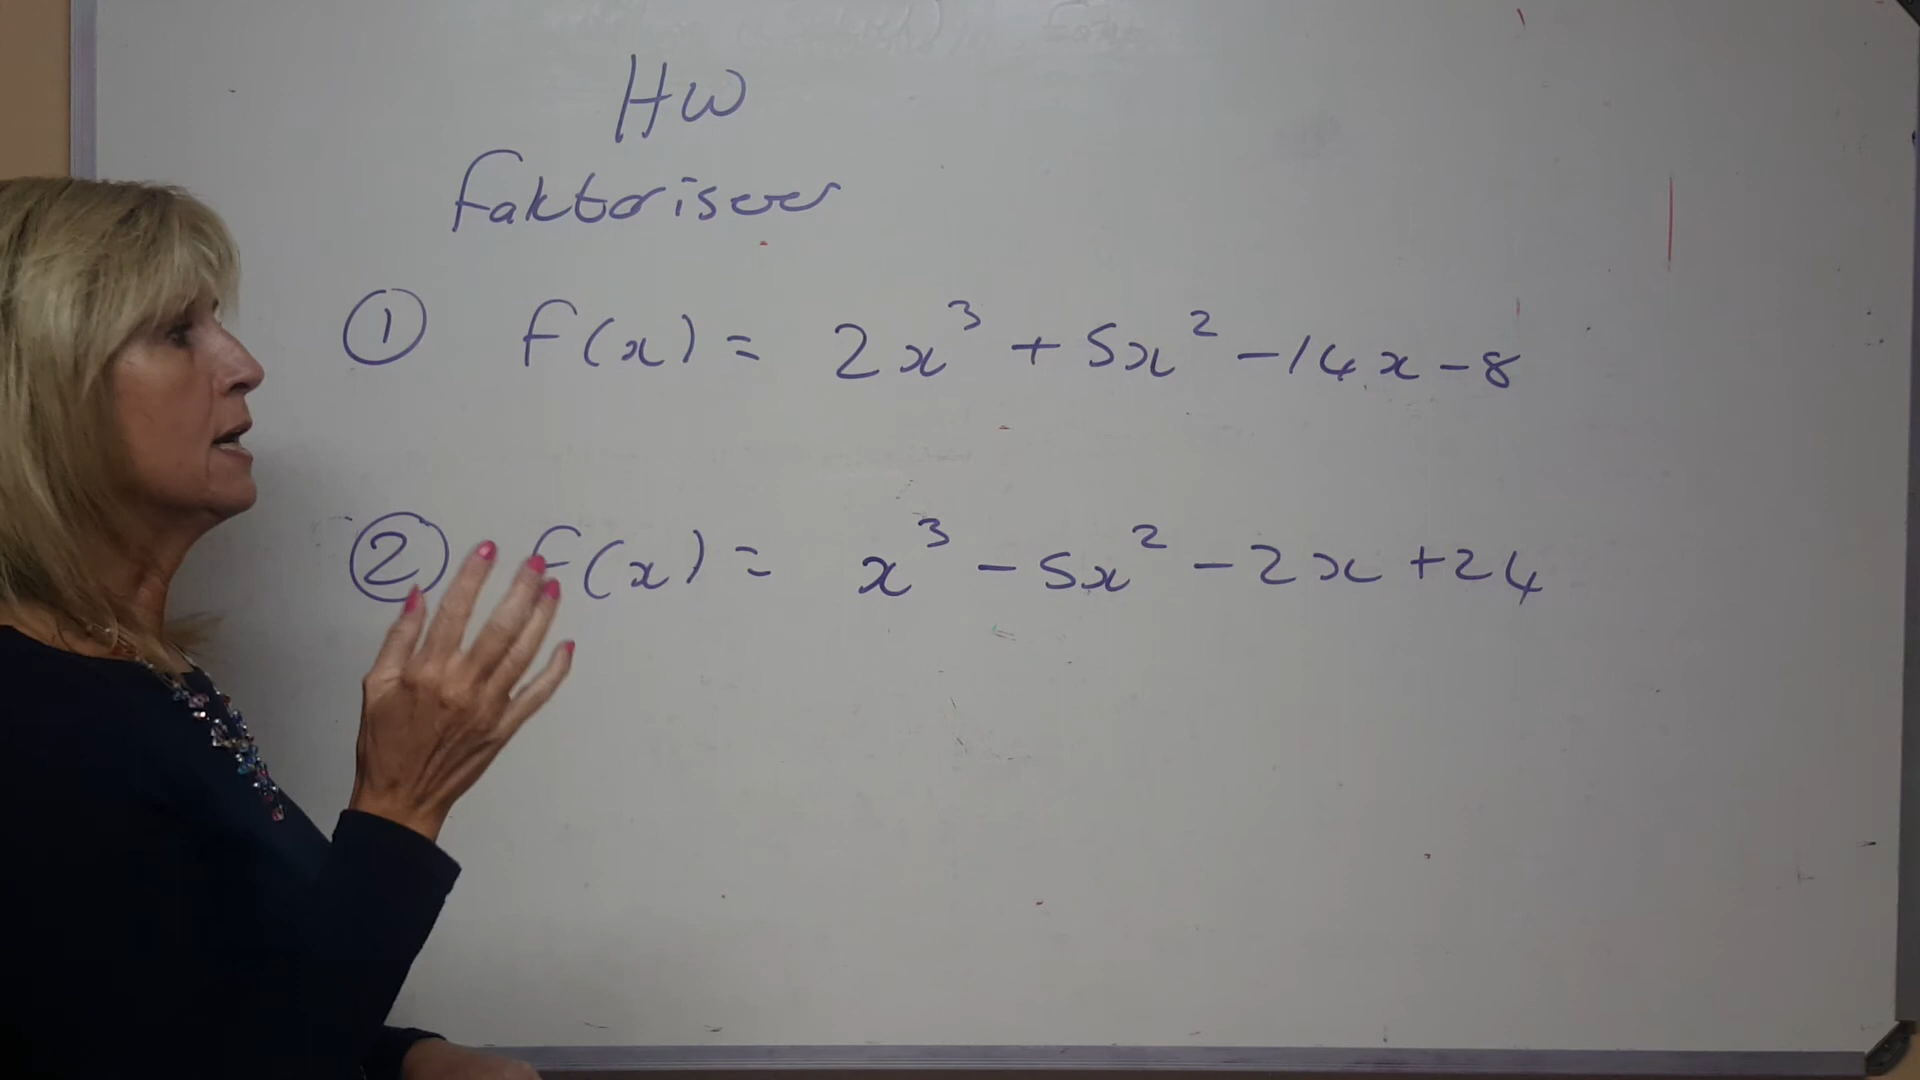 HW
faktoriseer
① f(x) = 2x³ + 5x² - 14x - 8
② f(x) = x³ - 5x² - 2x + 24